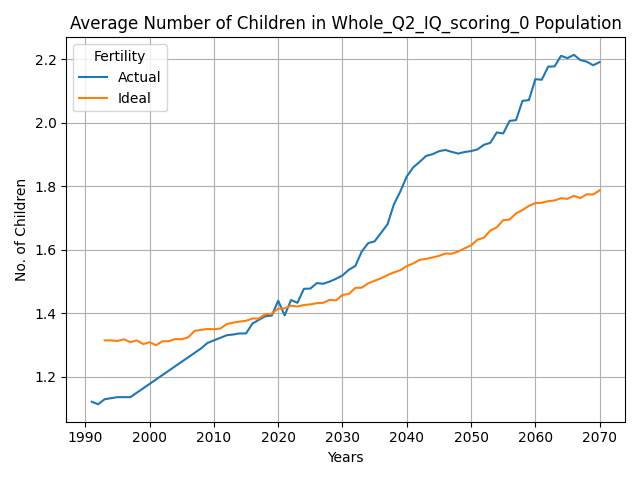 Average Number of Children in Whole_Q2_IQ_scoring_0 Population
Fertility
Actual
Ideal
No. of Children
2.2
2.0
1.8
1.6
1.4
1.2
1990 2000 2010 2020 2030 2040 2050 2060 2070
Years